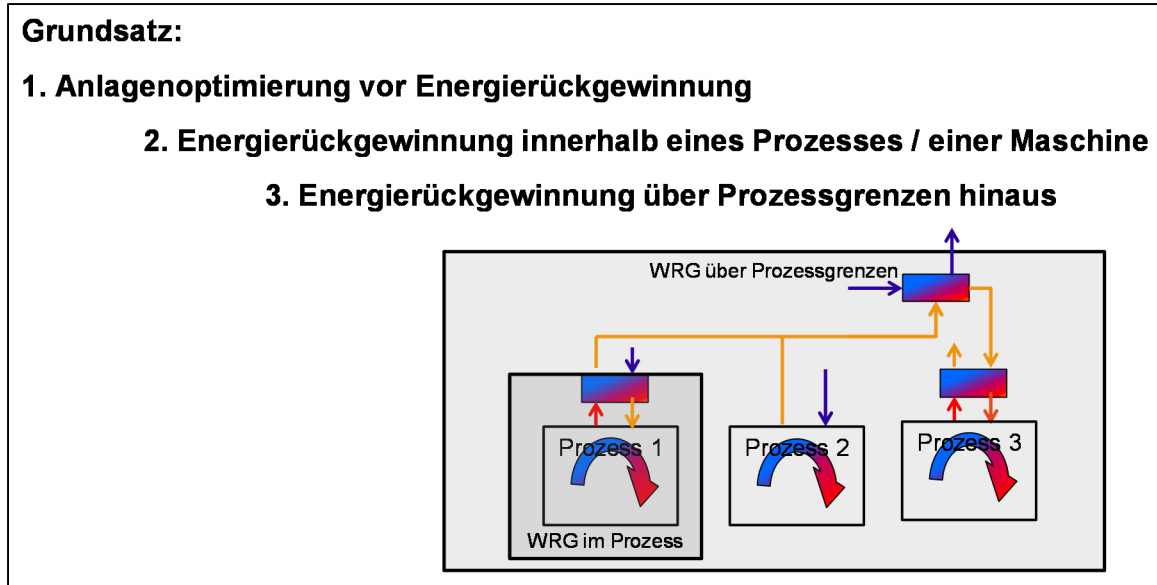 Grundsatz:
1. Anlagenoptimierung vor Energierückgewinnung
2. Energierückgewinnung innerhalb eines Prozesses / einer Maschine
3. Energierückgewinnung über Prozessgrenzen hinaus
WRG über Prozessgrenzen
Prozess 1
Prozess 2
Prozess 3
WRG im Prozess